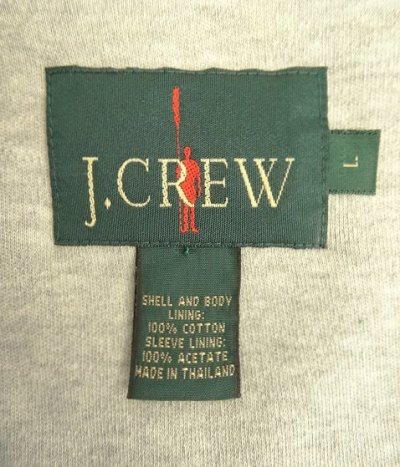 J.CREW
L
SHELL AND BODY
LINING:
100% COTTON
SLEEVE LINING:
100% ACETATE
MADE IN THAILAND